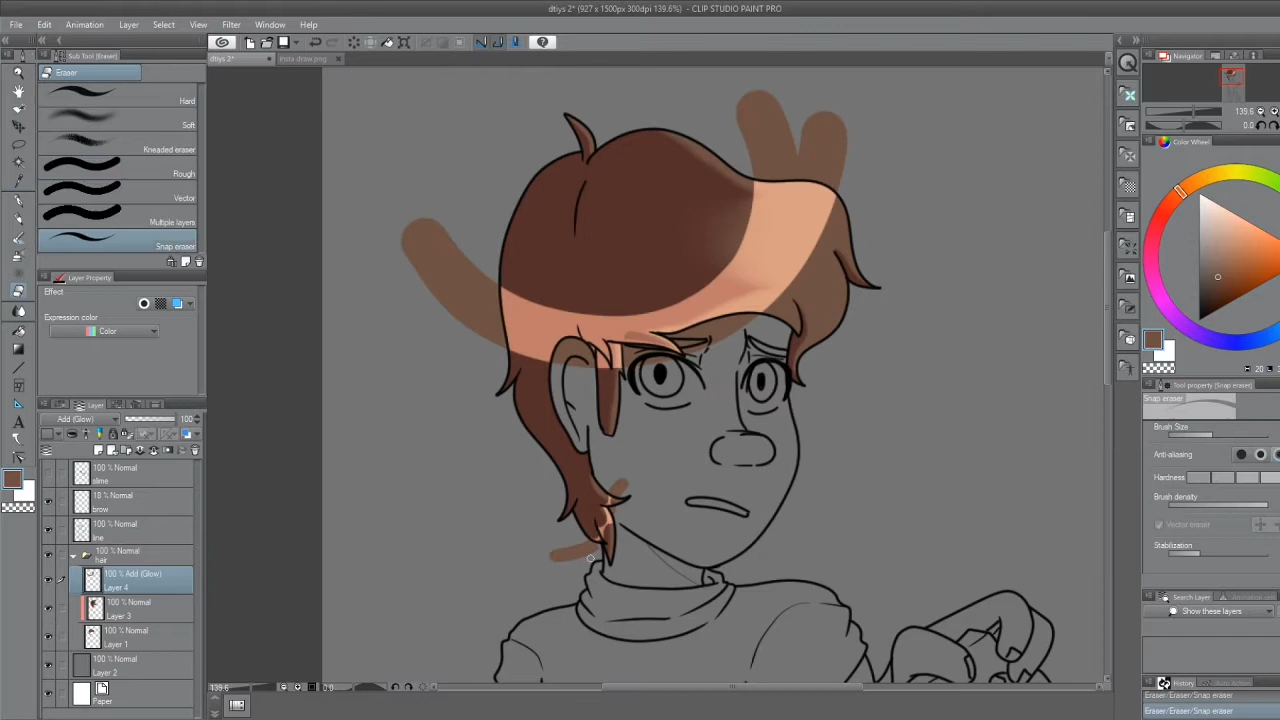 dtiys 2* (927 x 1500px 300dpi 139.6%) - CLIP STUDIO PAINT PRO
File Edit Animation Layer Select View Filter Window Help
Sub Tool [Eraser]
dtiys 2*
insta draw.png
Navigator
Eraser
Hard
Soft
Kneaded eraser
Rough
Vector
Multiple layers
Snap eraser
139.6
0.0
Color Wheel
Layer Property
Effect
Expression color
Color
20
Tool property [Snap eraser]
Snap eraser
Brush Size
Anti-aliasing
Hardness
Brush density
Vector eraser
Stabilization
Layer
Add (Glow) 100
100 % Normal
slime
18 % Normal
brow
100 % Normal
line
100 % Normal
hair
100 % Add (Glow)
Layer 4
100 % Normal
Layer 3
100 % Normal
Layer 1
100 % Normal
Layer 2
Paper
Search Layer
Show these layers
History
Eraser/Eraser/Snap eraser
Eraser/Eraser/Snap eraser
139.6
0.0